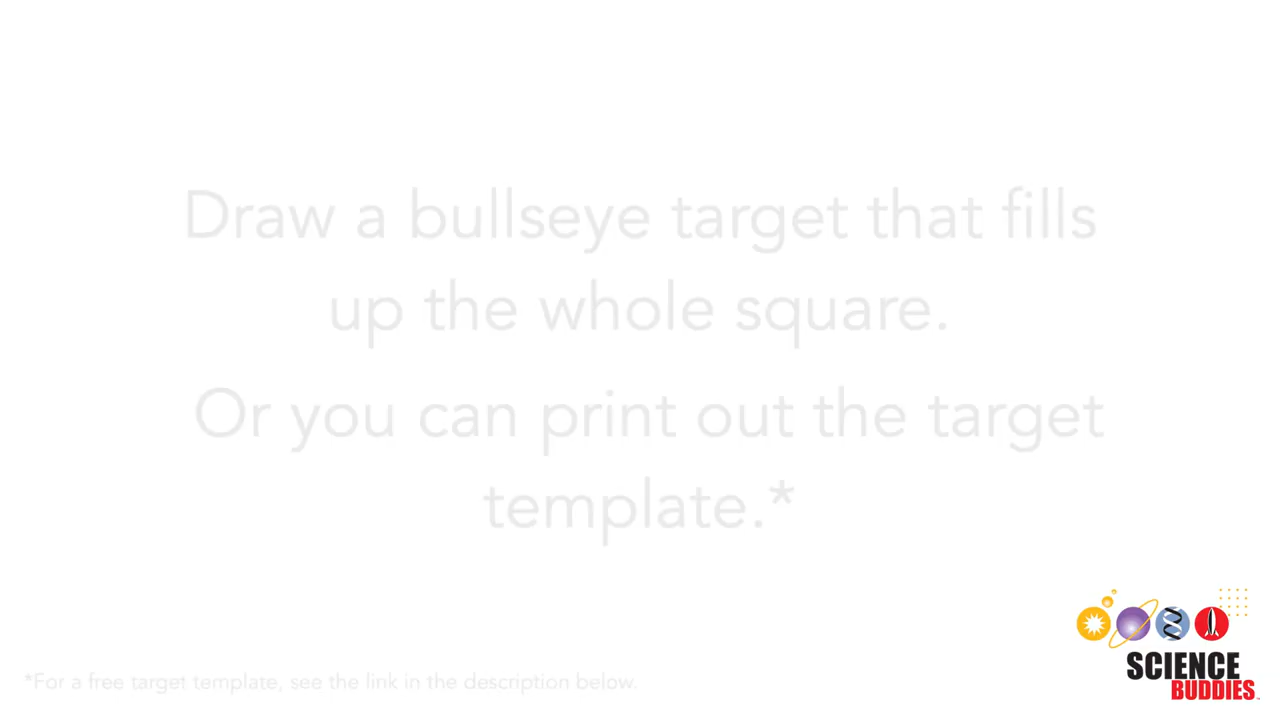 Draw a bullseye target that fills
up the whole square.
Or you can print out the target
template.*
*For a free target template, see the link in the description below.
SCIENCE
BUDDIES